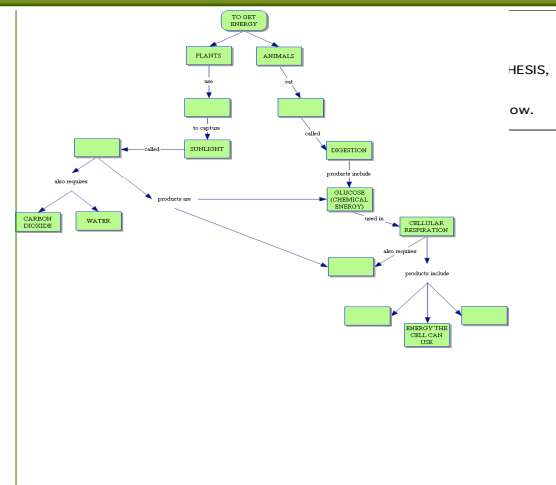 TO GET
ENERGY
PLANTS
ANIMALS
use
eat
to capture
called
called
SUNLIGHT
DIGESTION
also requires
products include
products are
GLUCOSE
(CHEMICAL
ENERGY)
CARBON
DIOXIDE
WATER
used in
CELLULAR
RESPIRATION
also requires
products include
ENERGY THE
CELL CAN
USE
HESIS,
ow.